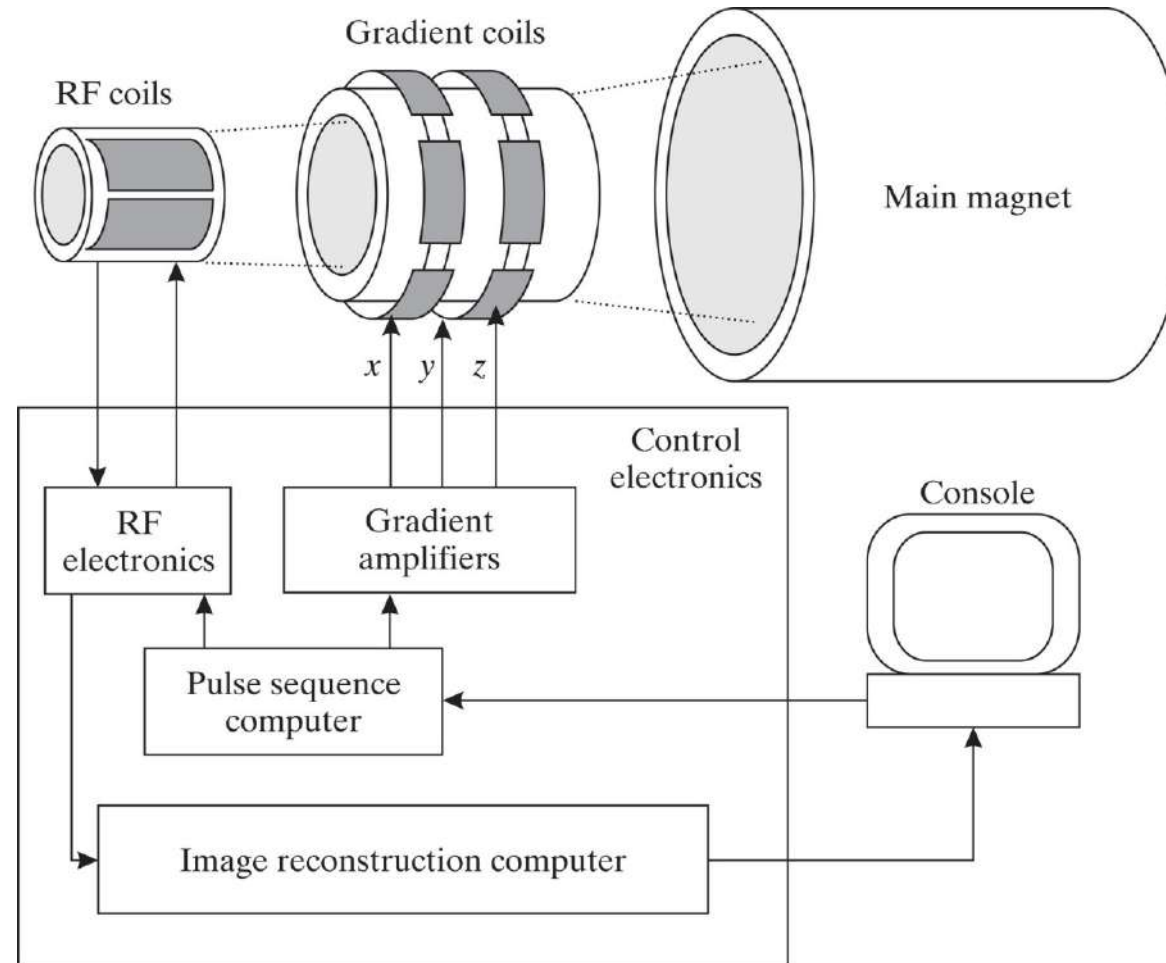 Gradient coils
RF coils
Main magnet
x y z
Control
electronics
RF
electronics
Gradient
amplifiers
Console
Pulse sequence
computer
Image reconstruction computer